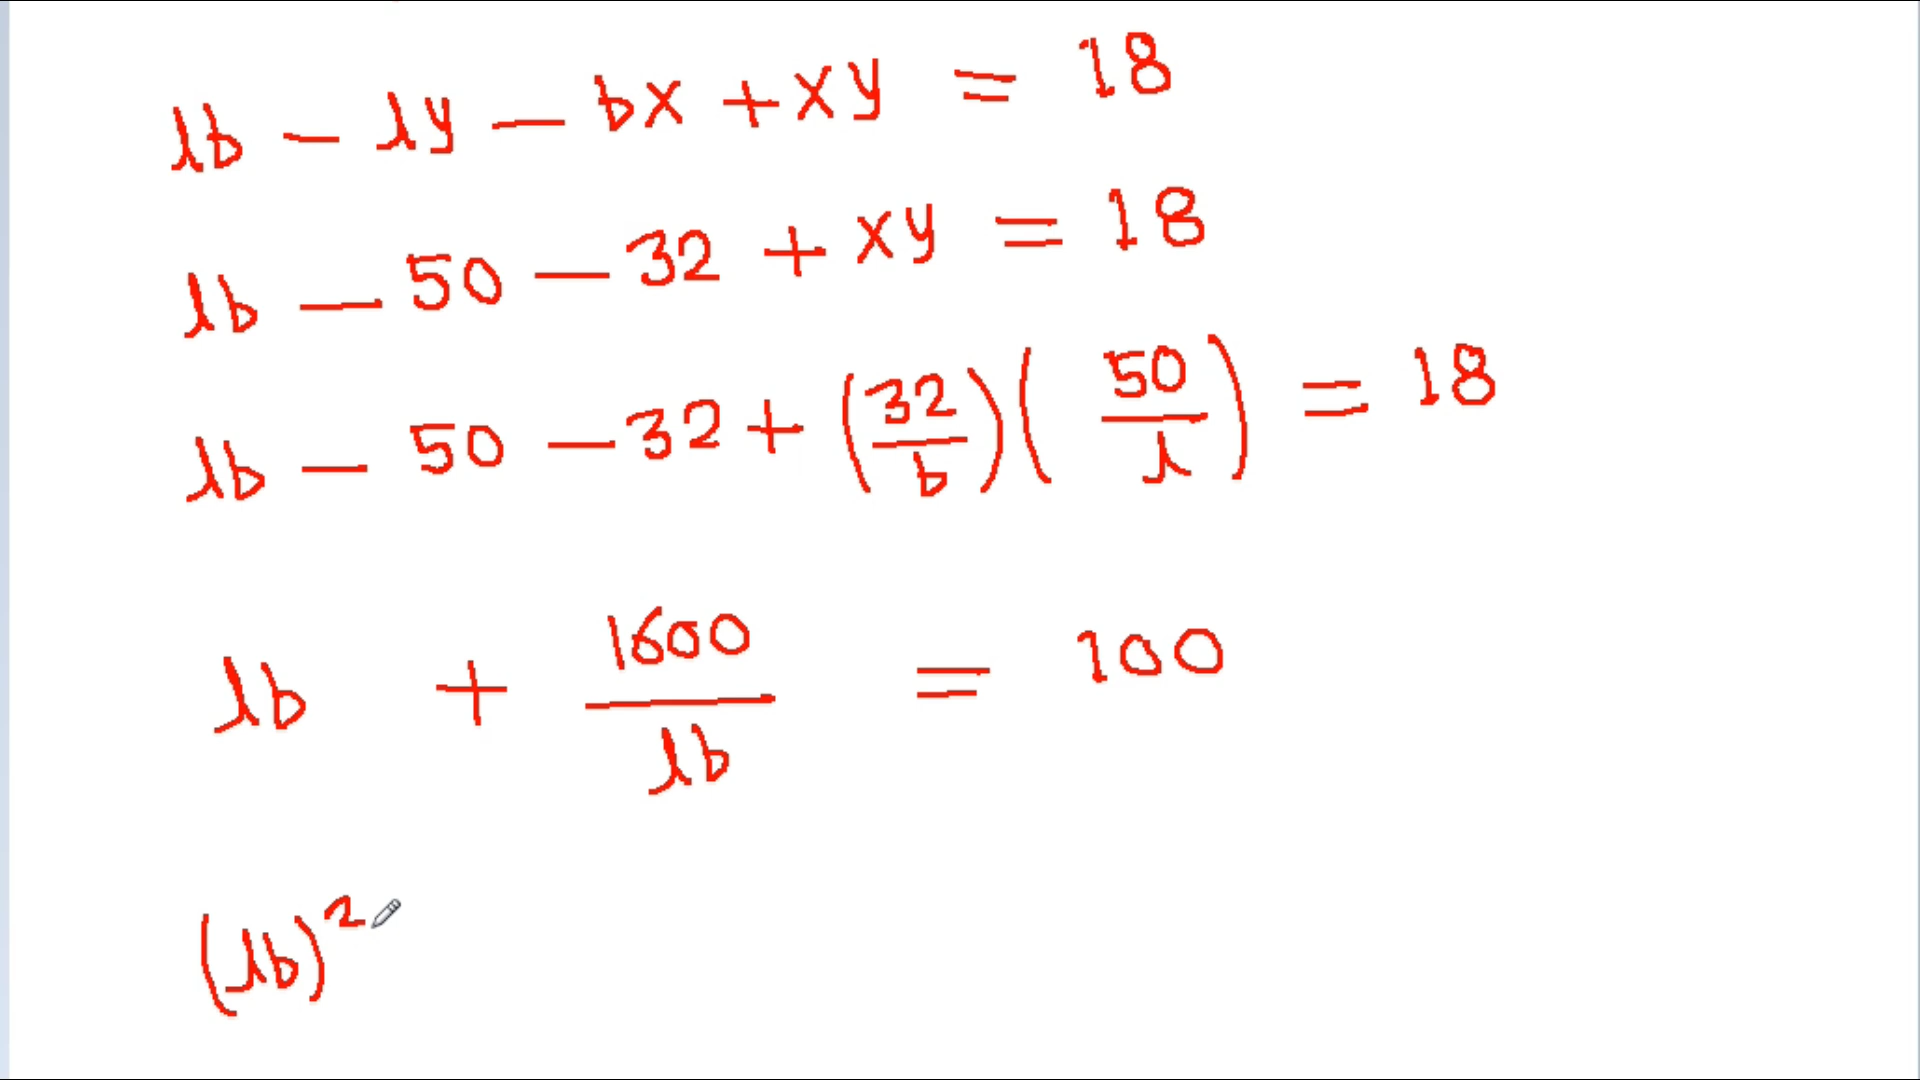 lb - ly - bx + xy = 18
lb - 50 - 32 + xy = 18
lb - 50 - 32 + (32/b)(50/l) = 18
lb + 1600/lb = 100
(lb)²